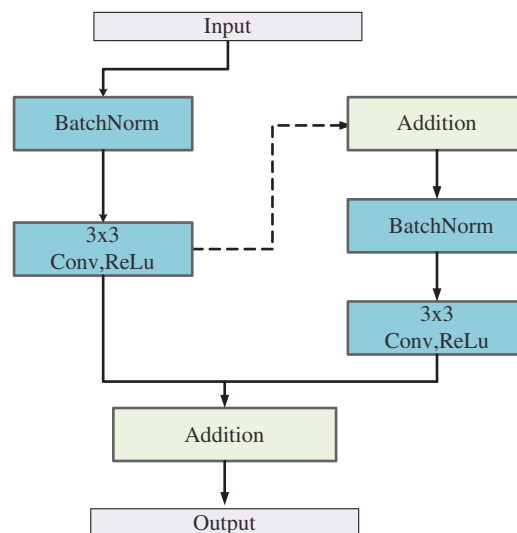 Input
BatchNorm
Addition
3x3
Conv,ReLu
BatchNorm
3x3
Conv,ReLu
Addition
Output